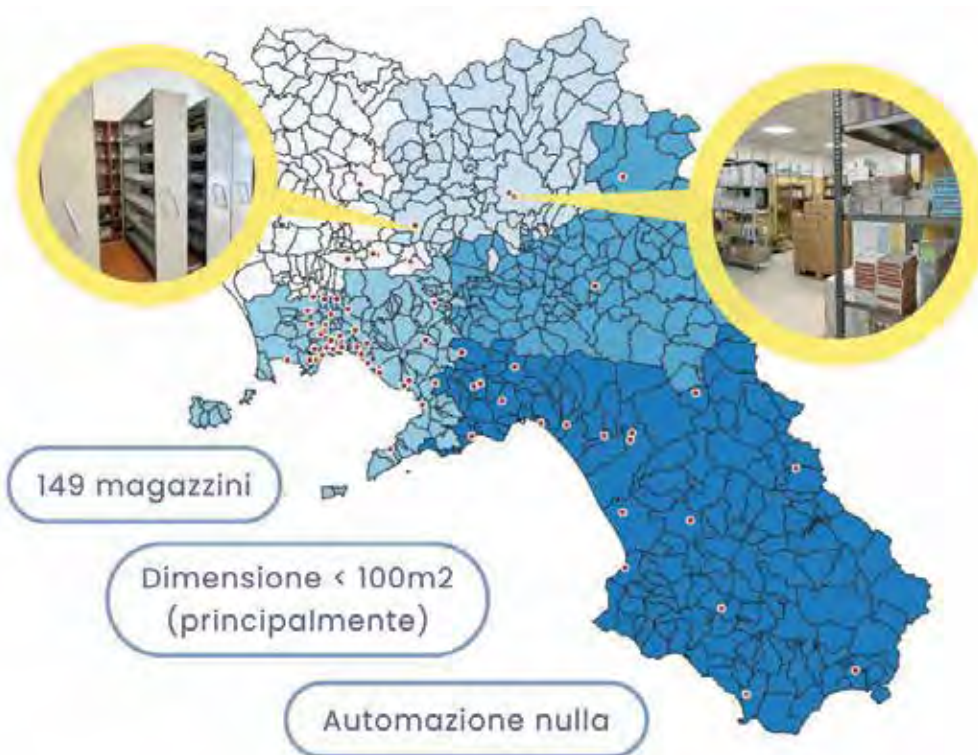 149 magazzini
Dimensione < 100m2
(principalmente)
Automazione nulla